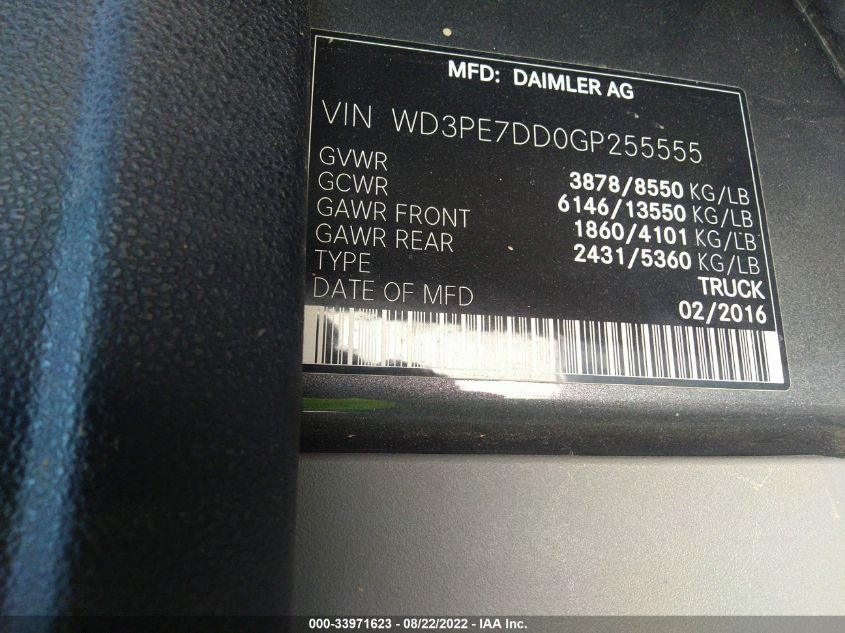 MFD: DAIMLER AG
VIN WD3PE7DD0GP255555
GVWR 3878/8550 KG/LB
GCWR 6146/13550 KG/LB
GAWR FRONT 1860/4101 KG/LB
GAWR REAR 2431/5360 KG/LB
TYPE TRUCK
DATE OF MFD 02/2016
000-33971623 - 08/22/2022 - IAA Inc.